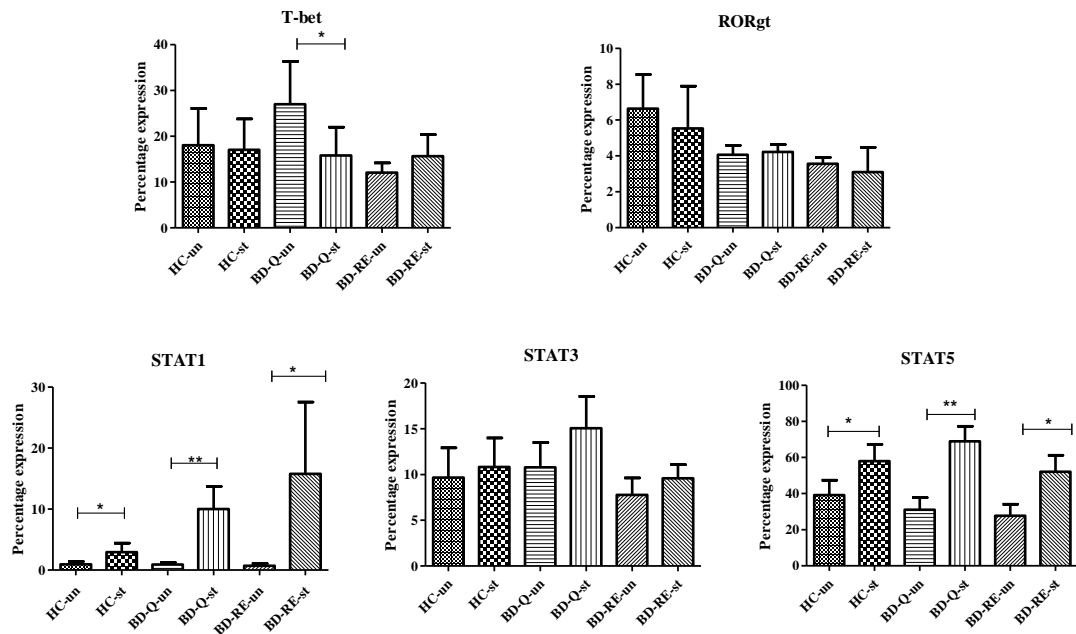 T-bet
Percentage expression
40
30
20
10
0
*
HC-un
HC-st
BD-Q-un
BD-Q-st
BD-RE-un
BD-RE-st
RORgt
Percentage expression
10
8
6
4
2
0
HC-un
HC-st
BD-Q-un
BD-Q-st
BD-RE-un
BD-RE-st
STAT1
Percentage expression
30
20
10
0
*
**
*
HC-un
HC-st
BD-Q-un
BD-Q-st
BD-RE-un
BD-RE-st
STAT3
Percentage expression
20
15
10
5
0
HC-un
HC-st
BD-Q-un
BD-Q-st
BD-RE-un
BD-RE-st
STAT5
Percentage expression
100
80
60
40
20
0
*
**
*
HC-un
HC-st
BD-Q-un
BD-Q-st
BD-RE-un
BD-RE-st